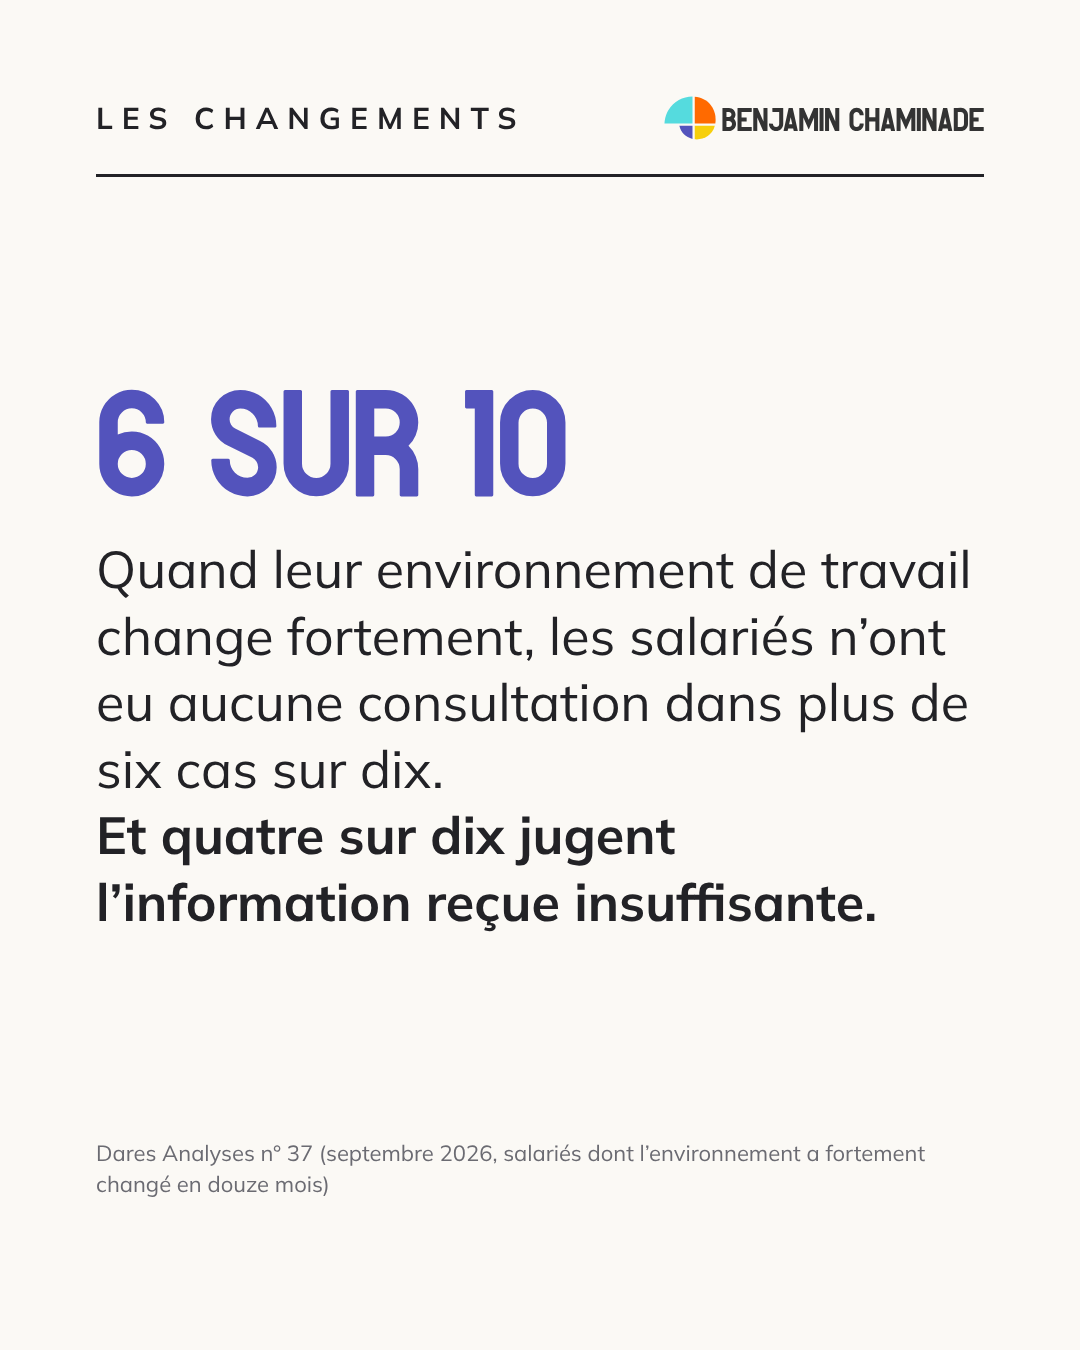 LES CHANGEMENTS
BENJAMIN CHAMINADE
6 SUR 10
Quand leur environnement de travail
change fortement, les salariés n’ont
eu aucune consultation dans plus de
six cas sur dix.
Et quatre sur dix jugent
l’information reçue insuffisante.
Dares Analyses n° 37 (septembre 2026, salariés dont l’environnement a fortement
changé en douze mois)